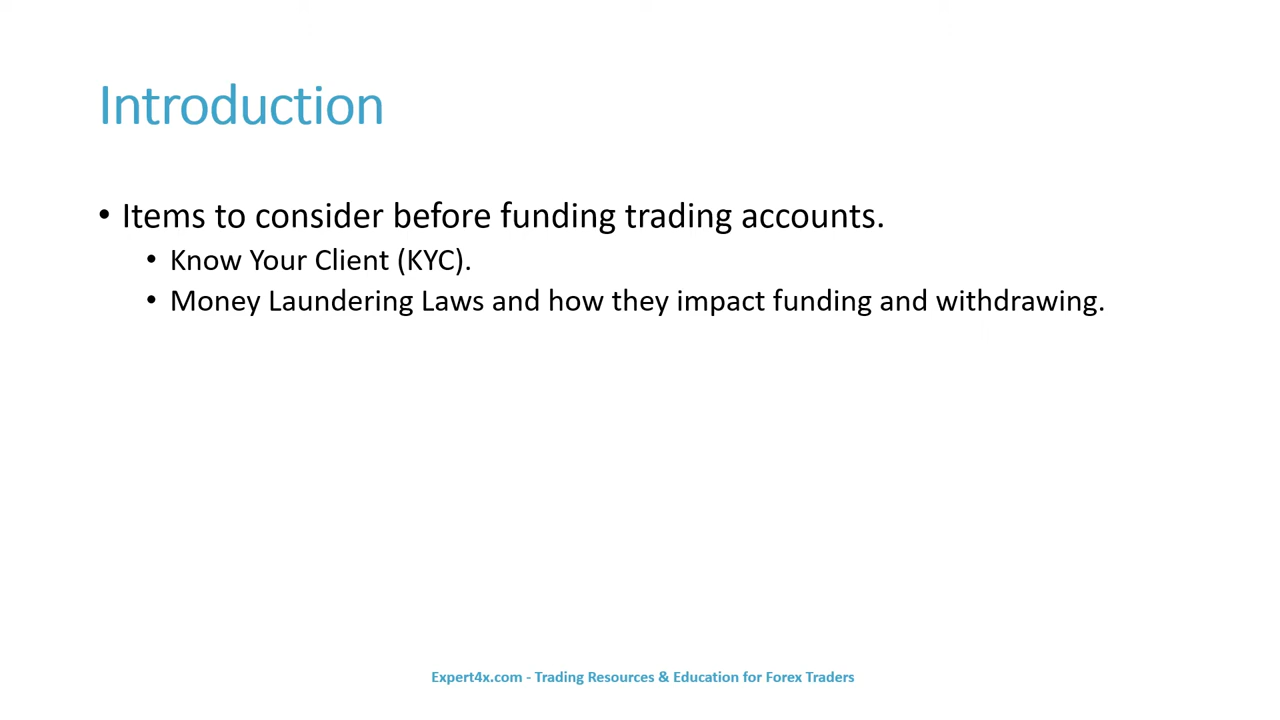 Introduction
• Items to consider before funding trading accounts.
• Know Your Client (KYC).
• Money Laundering Laws and how they impact funding and withdrawing.
Expert4x.com - Trading Resources & Education for Forex Traders